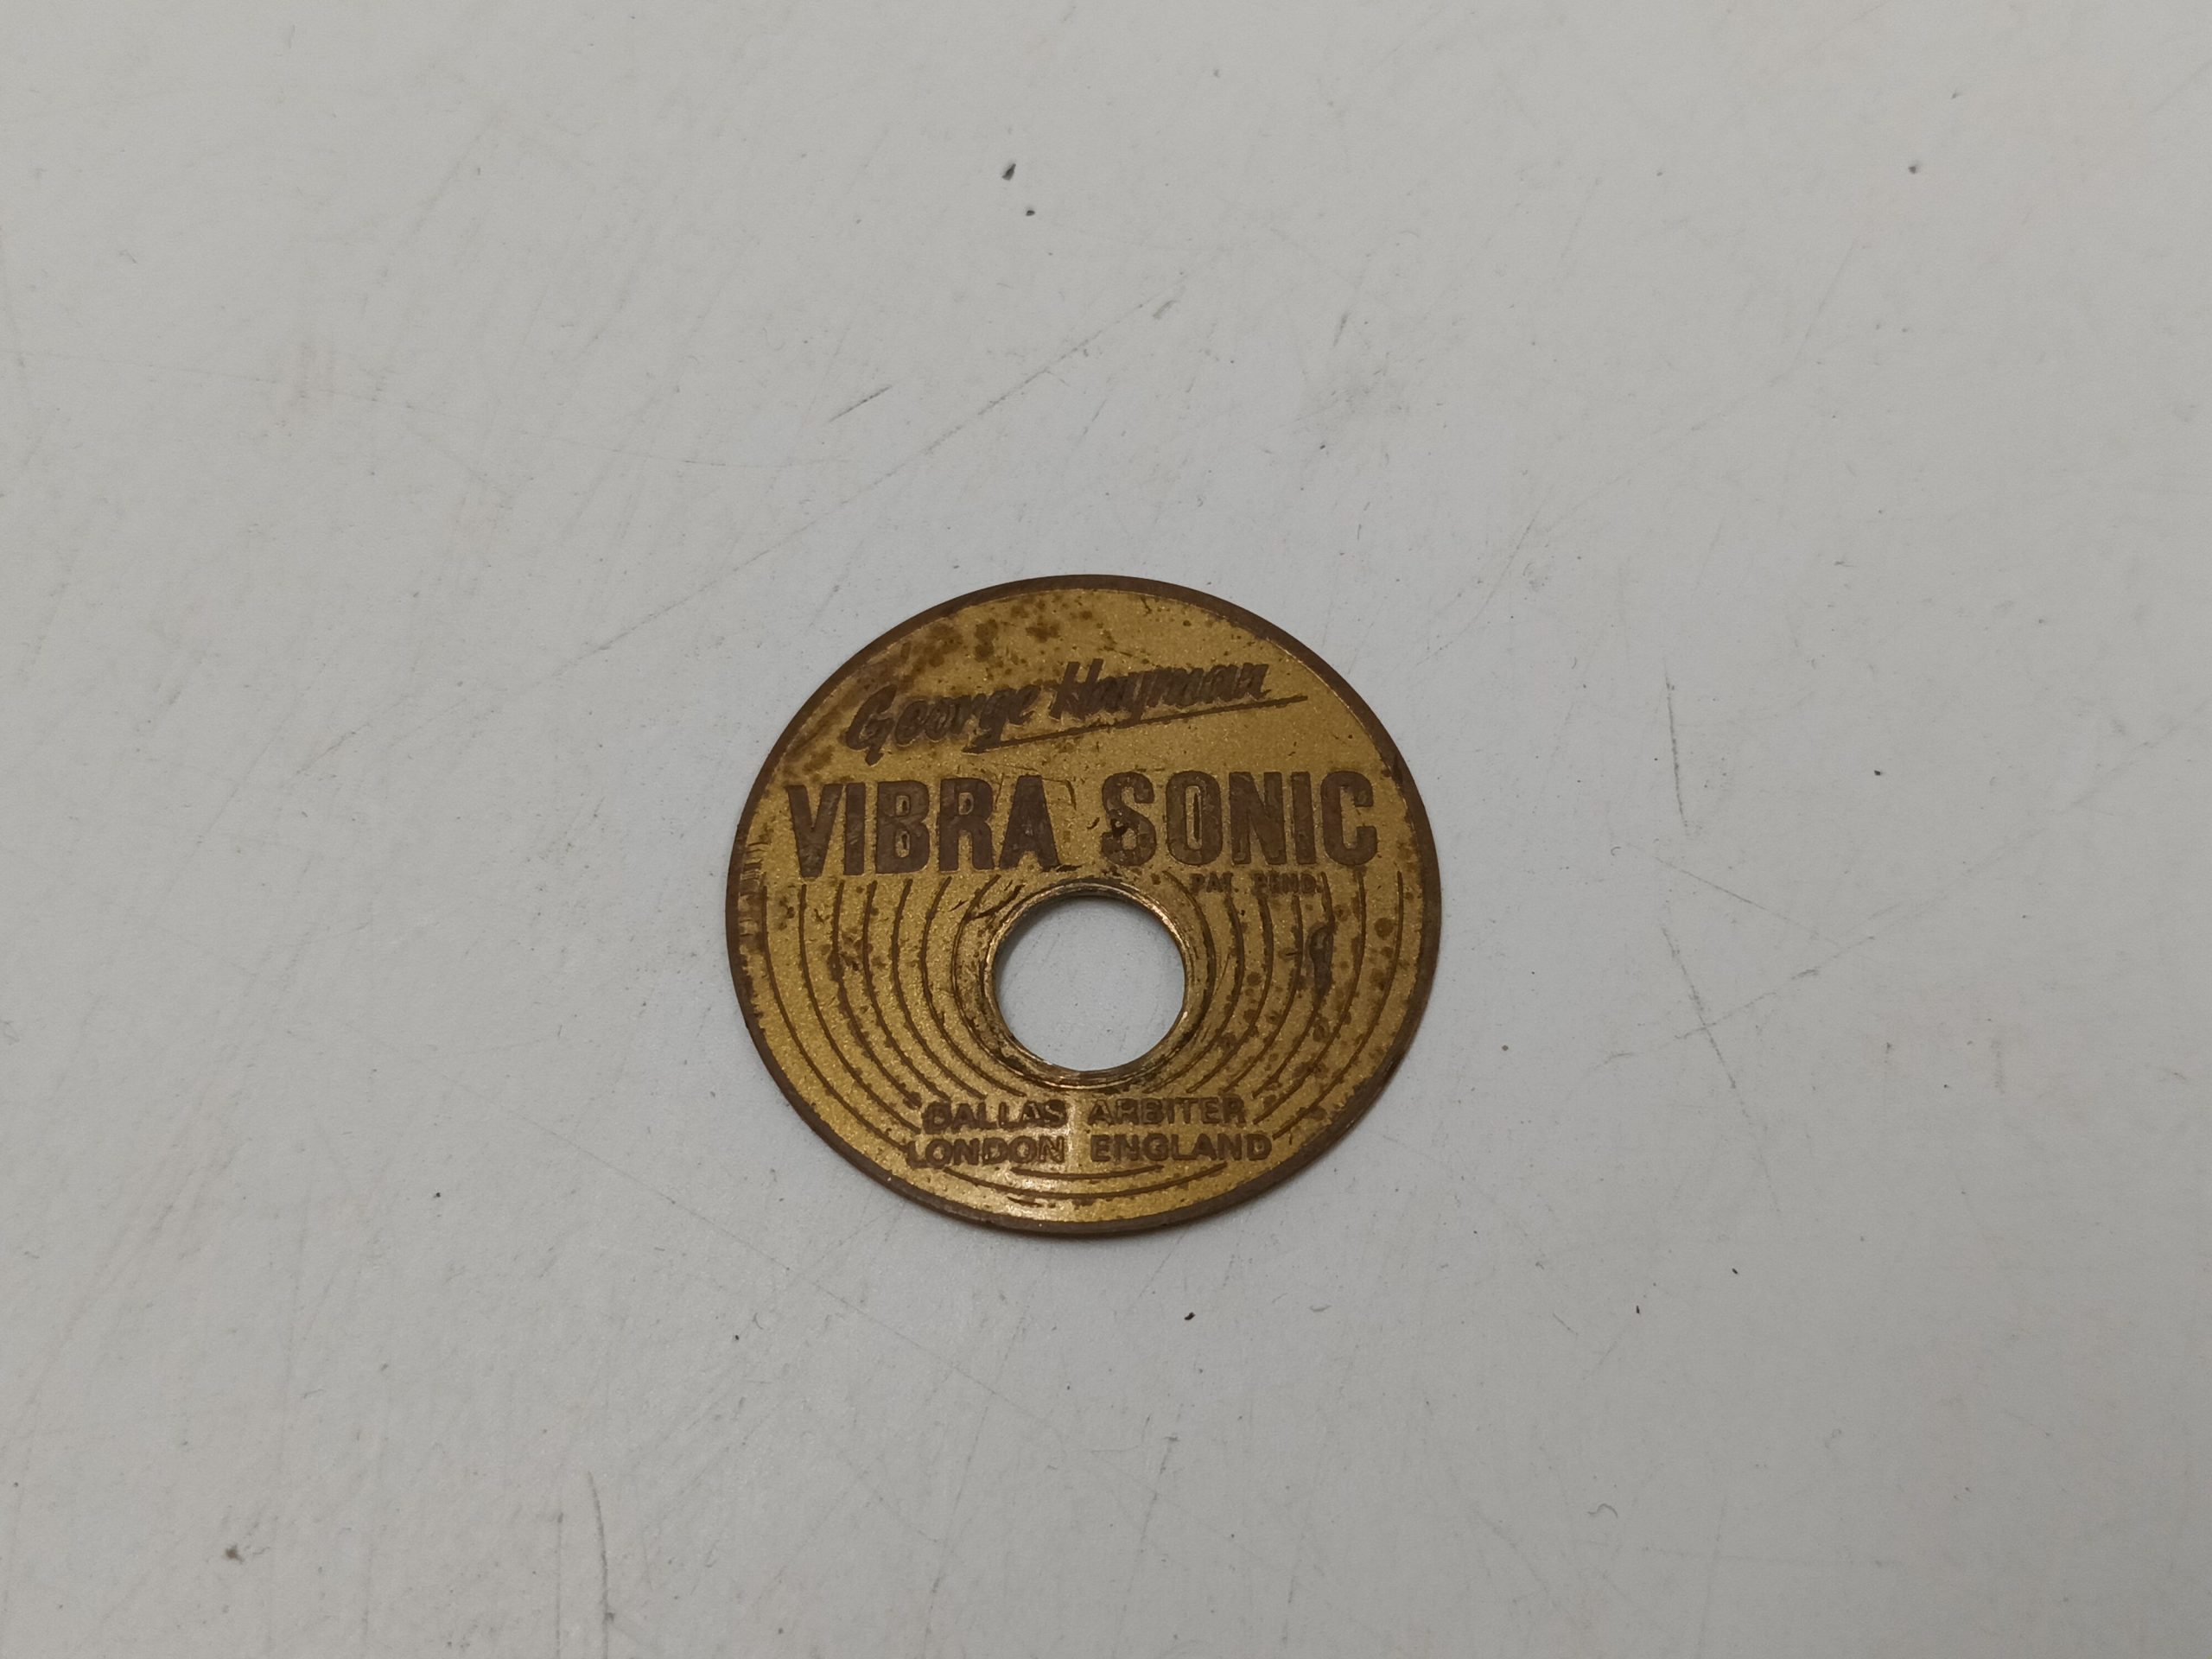 George Hayman
VIBRA SONIC
PAT. PEND.
DALLAS ARBITER
LONDON ENGLAND